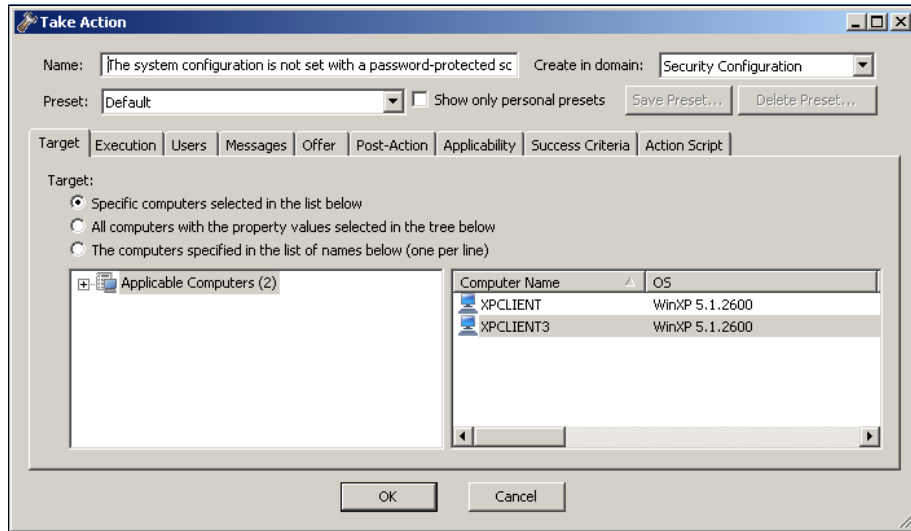 Take Action
Name: The system configuration is not set with a password-protected sc Create in domain: Security Configuration
Preset: Default Show only personal presets Save Preset... Delete Preset...
Target Execution Users Messages Offer Post-Action Applicability Success Criteria Action Script
Target:
Specific computers selected in the list below
All computers with the property values selected in the tree below
The computers specified in the list of names below (one per line)
Applicable Computers (2) Computer Name OS
XPCLIENT WinXP 5.1.2600
XPCLIENT3 WinXP 5.1.2600
OK Cancel